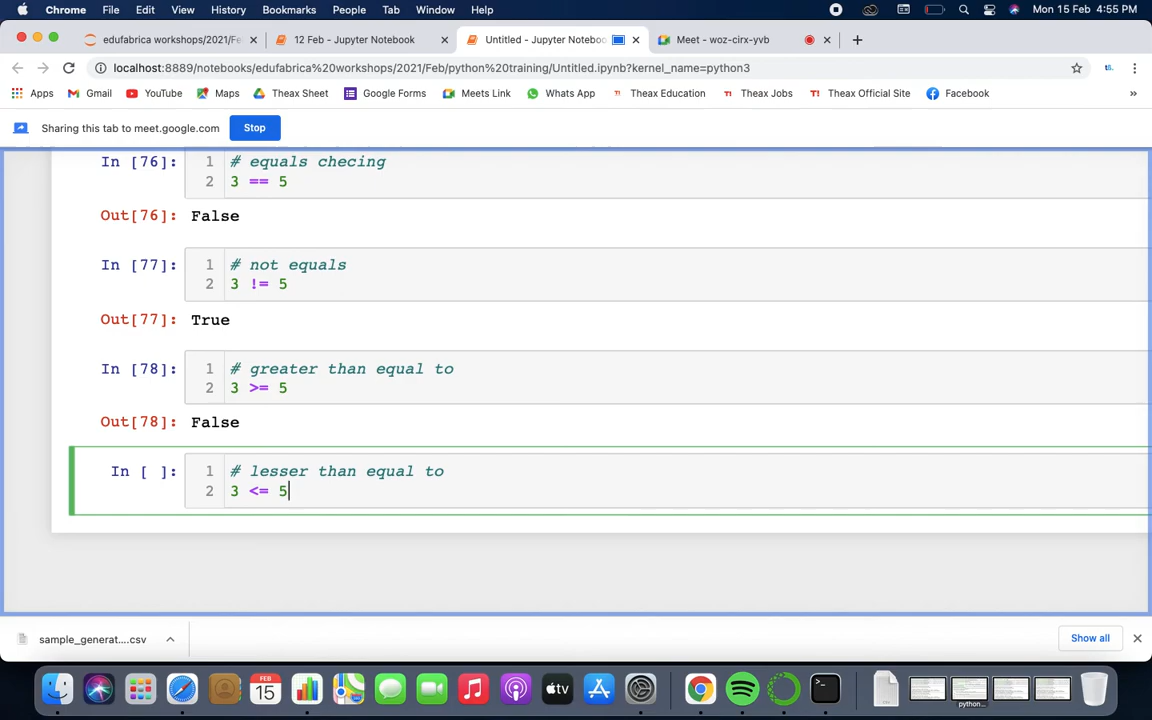 Chrome File Edit View History Bookmarks People Tab Window Help Mon 15 Feb 4:55 PM
edufabrica workshops/2021/Fe 12 Feb - Jupyter Notebook Untitled - Jupyter Noteboo Meet - woz-cirx-yvb
localhost:8889/notebooks/edufabrica%20workshops/2021/Feb/python%20training/Untitled.ipynb?kernel_name=python3
Apps Gmail YouTube Maps Theax Sheet Google Forms Meets Link Whats App Theax Education Theax Jobs Theax Official Site Facebook »
Sharing this tab to meet.google.com Stop
In [76]: 1 # equals checing
2 3 == 5
Out[76]: False
In [77]: 1 # not equals
2 3 != 5
Out[77]: True
In [78]: 1 # greater than equal to
2 3 >= 5
Out[78]: False
In [ ]: 1 # lesser than equal to
2 3 <= 5
sample_generat....csv Show all
FEB
15
tv
python...